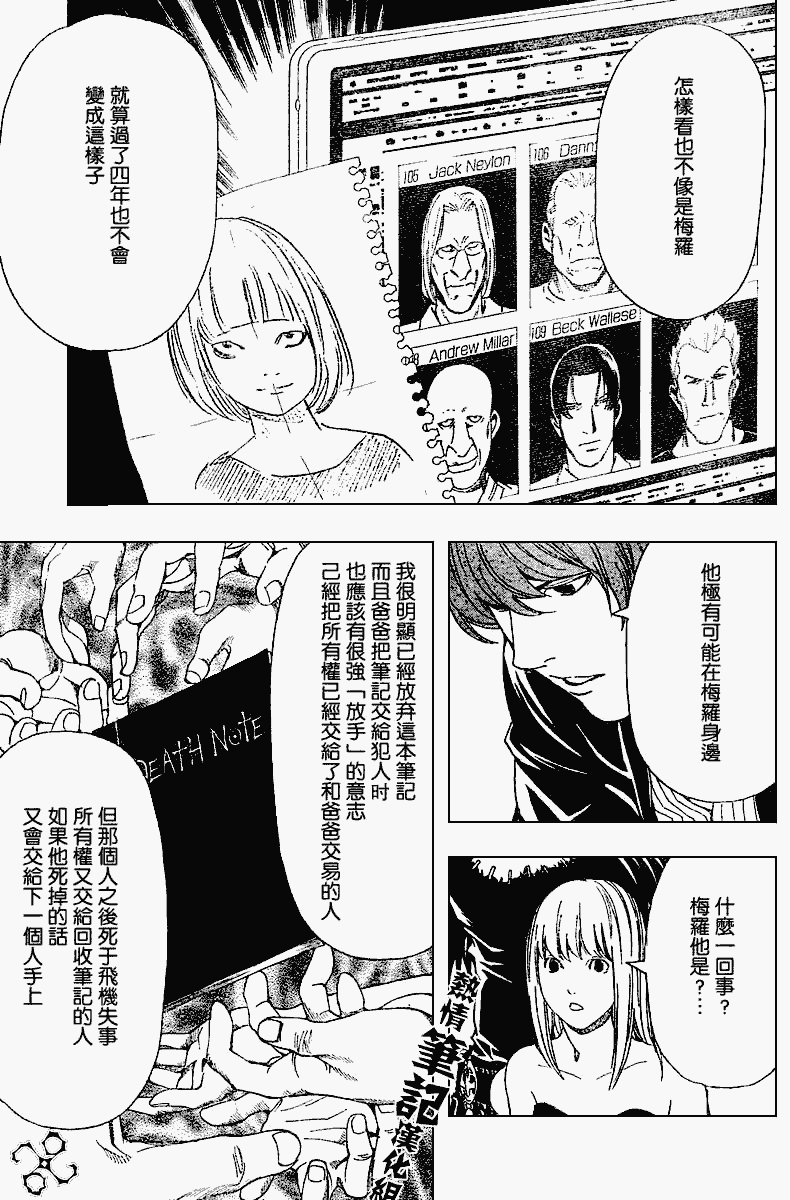 怎樣看也不像是梅羅
就算過了四年也不會
變成這樣子
105 Jack Neylon
106 Danny
Andrew Millar
109 Beck Wallese
他極有可能在梅羅身邊
什麼一回事？
梅羅他是？⋯
我很明顯已經放弃這本筆記
而且爸爸把筆記交給犯人时
也應該有很強「放手」的意志
己經把所有權已經交給了和爸爸交易的人
DEATH NOTE
但那個人之後死于飛機失事
所有權又交給回收筆記的人
如果他死掉的話
又會交給下一個人手上
熱情
筆記
漢化組